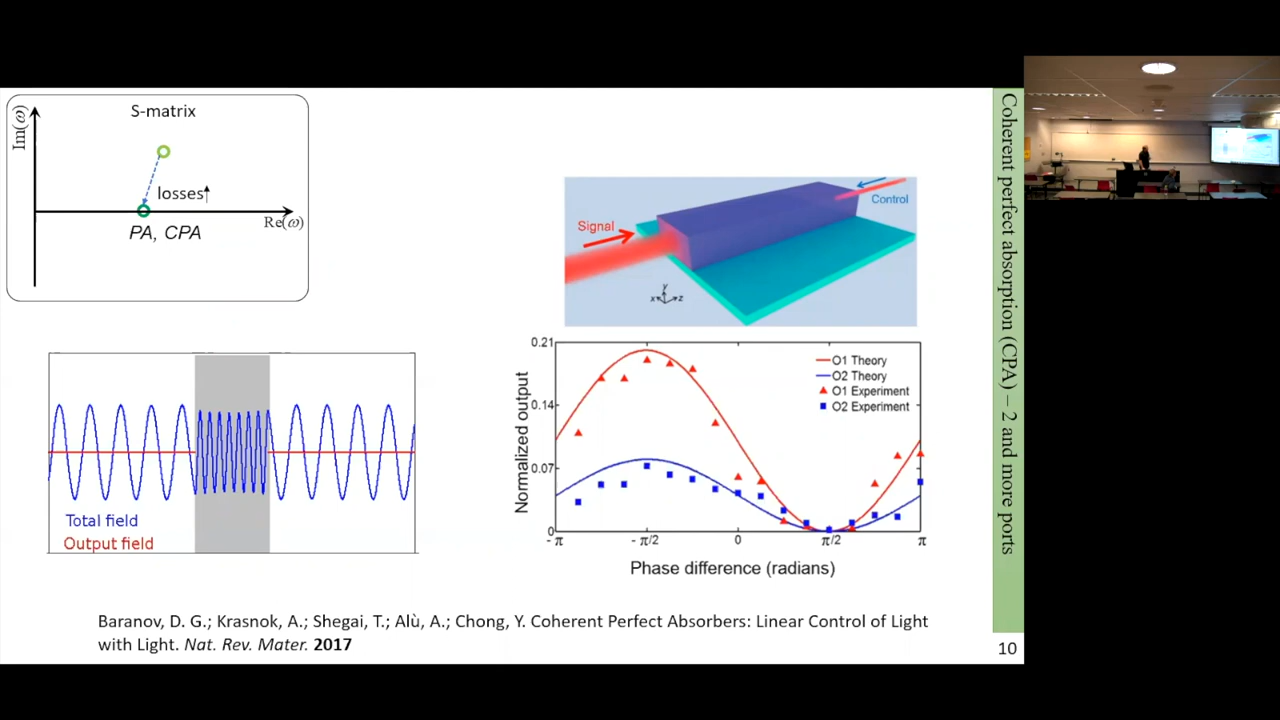 S-matrix
Im(ω)
losses↑
Re(ω)
PA, CPA
Signal
Control
y
x
z
Total field
Output field
Normalized output
0.21
0.14
0.07
0
O1 Theory
O2 Theory
O1 Experiment
O2 Experiment
-π
-π/2
0
π/2
π
Phase difference (radians)
Baranov, D. G.; Krasnok, A.; Shegai, T.; Alù, A.; Chong, Y. Coherent Perfect Absorbers: Linear Control of Light
with Light. Nat. Rev. Mater. 2017
Coherent perfect absorption (CPA) – 2 and more ports
10